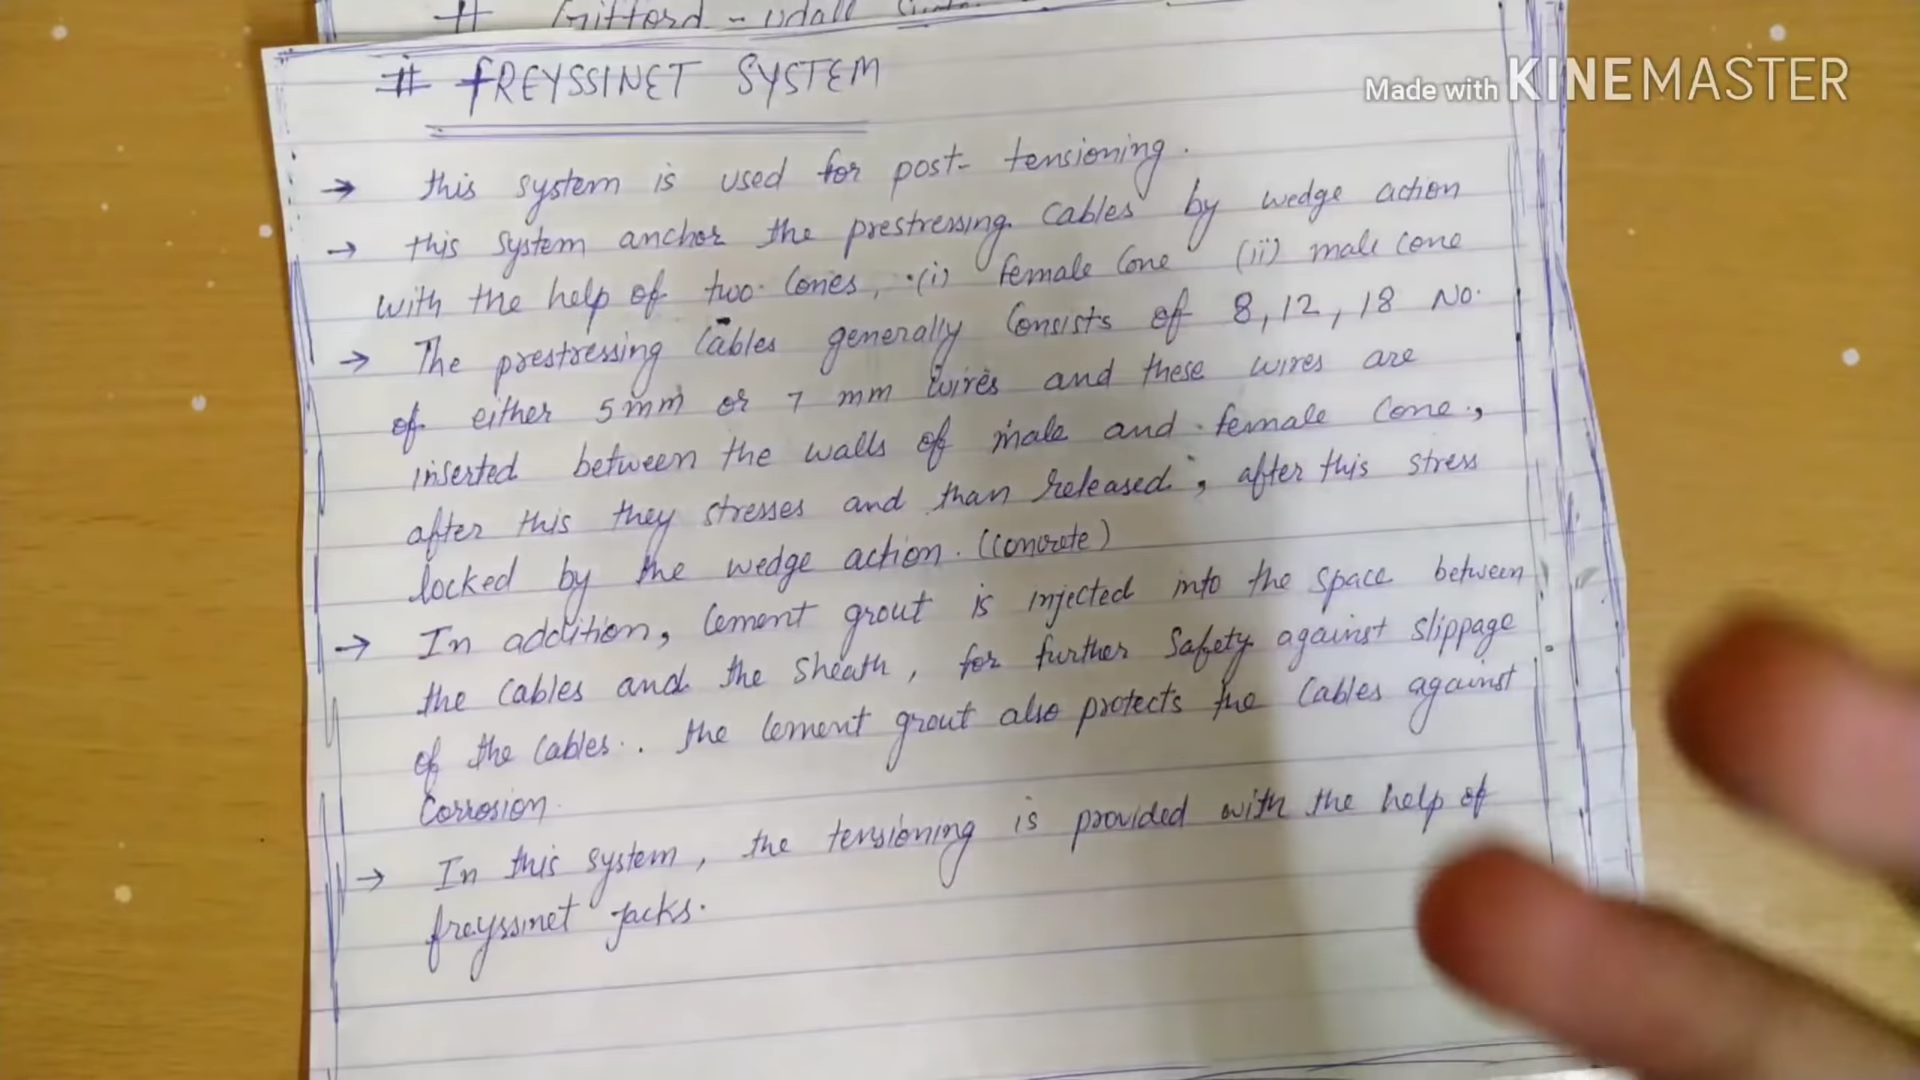 # Gifford - Udall
# FREYSSINET SYSTEM
Made with KINEMASTER
→ this system is used for post- tensioning.
→ this system anchor the prestressing cables by wedge action
with the help of two cones, (i) female cone (ii) male cone
→ The prestressing cables generally consists of 8, 12, 18 No.
of either 5mm or 7 mm wires and these wires are
inserted between the walls of male and female cone,
after this they stresses and than released, after this stress
locked by the wedge action. (concrete)
→ In addition, cement grout is injected into the space between
the cables and the sheath, for further safety against slippage
of the cables.. the cement grout also protects the cables against
corrosion.
→ In this system, the tensioning is provided with the help of
freyssinet jacks.